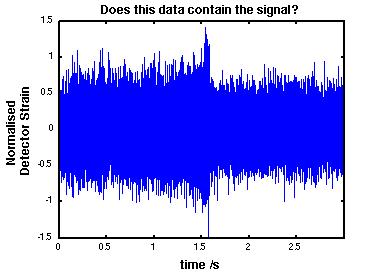 Does this data contain the signal?
1.5
1
0.5
0
-0.5
-1
-1.5
Normalised
Detector Strain
0 0.5 1 1.5 2 2.5
time /s